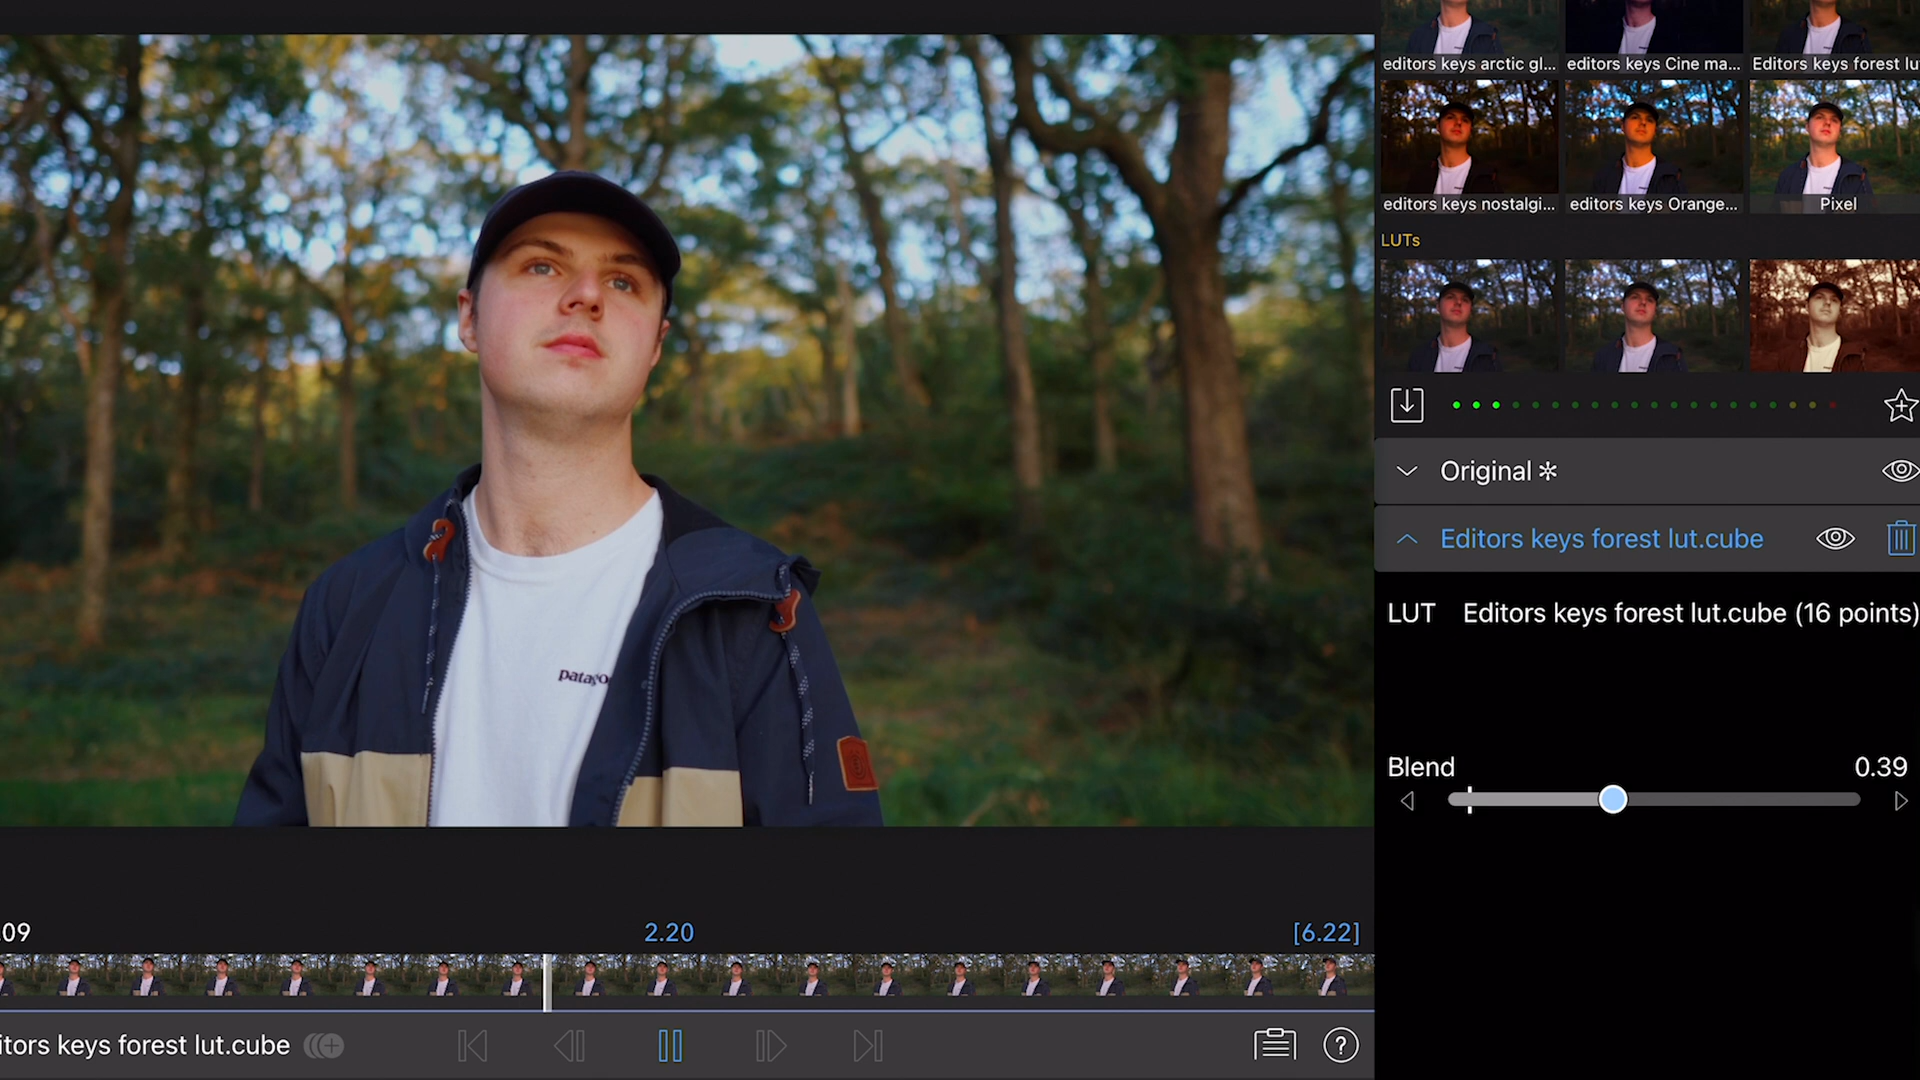 editors keys arctic gl...
editors keys Cine ma...
Editors keys forest lu
editors keys nostalgi...
editors keys Orange...
Pixel
LUTs
Original ✻
Editors keys forest lut.cube
LUT Editors keys forest lut.cube (16 points)
Blend 0.39
patago
.09
2.20
[6.22]
itors keys forest lut.cube
?